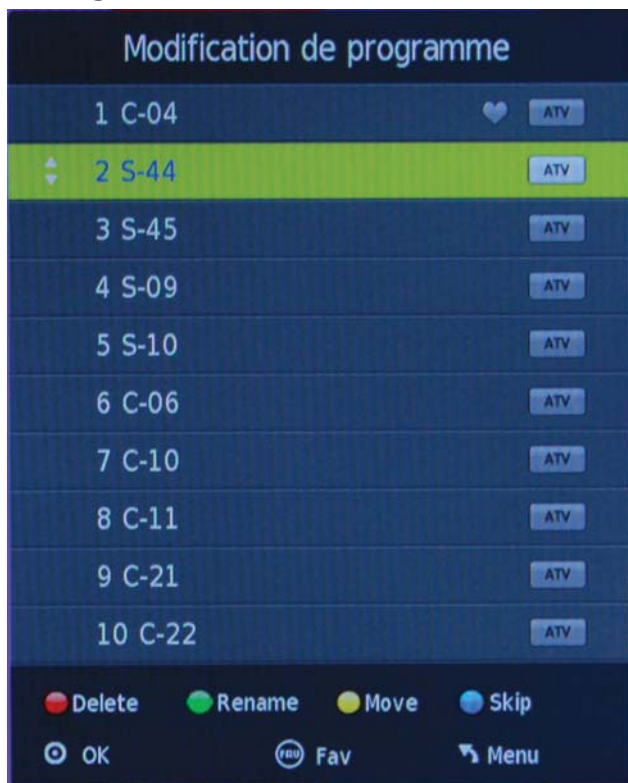 Modification de programme
1 C-04 ATV
2 S-44 ATV
3 S-45 ATV
4 S-09 ATV
5 S-10 ATV
6 C-06 ATV
7 C-10 ATV
8 C-11 ATV
9 C-21 ATV
10 C-22 ATV
Delete Rename Move Skip
OK FAV Fav Menu